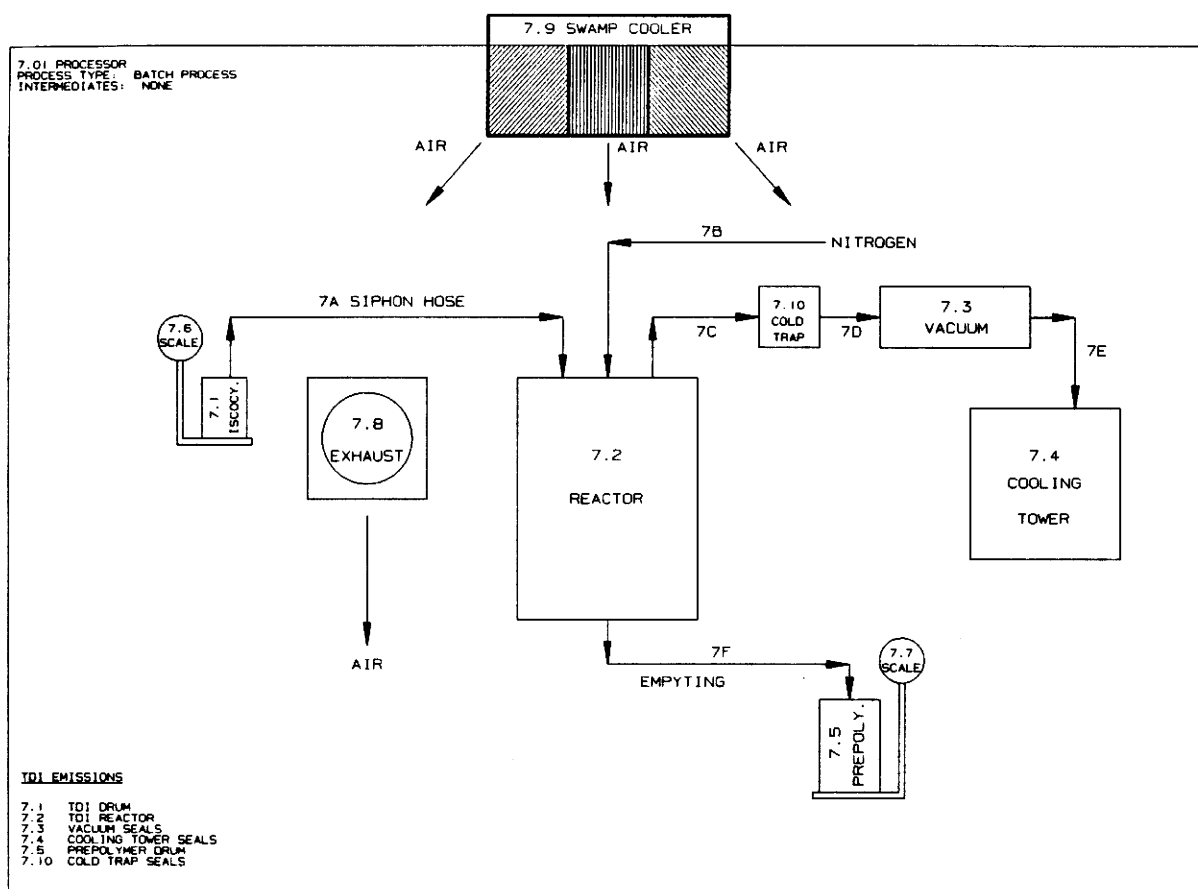 7.9 SWAMP COOLER
7.01 PROCESSOR
PROCESS TYPE: BATCH PROCESS
INTERMEDIATES: NONE
AIR
AIR
AIR
7B
NITROGEN
7A SIPHON HOSE
7.6
SCALE
7.1
ISCOCY.
7.8
EXHAUST
AIR
7.2
REACTOR
7C
7.10
COLD
TRAP
7D
7.3
VACUUM
7E
7.4
COOLING
TOWER
7F
EMPYTING
7.7
SCALE
7.5
PREPOLY.
TDI EMISSIONS
7.1 TDI DRUM
7.2 TDI REACTOR
7.3 VACUUM SEALS
7.4 COOLING TOWER SEALS
7.5 PREPOLYMER DRUM
7.10 COLD TRAP SEALS